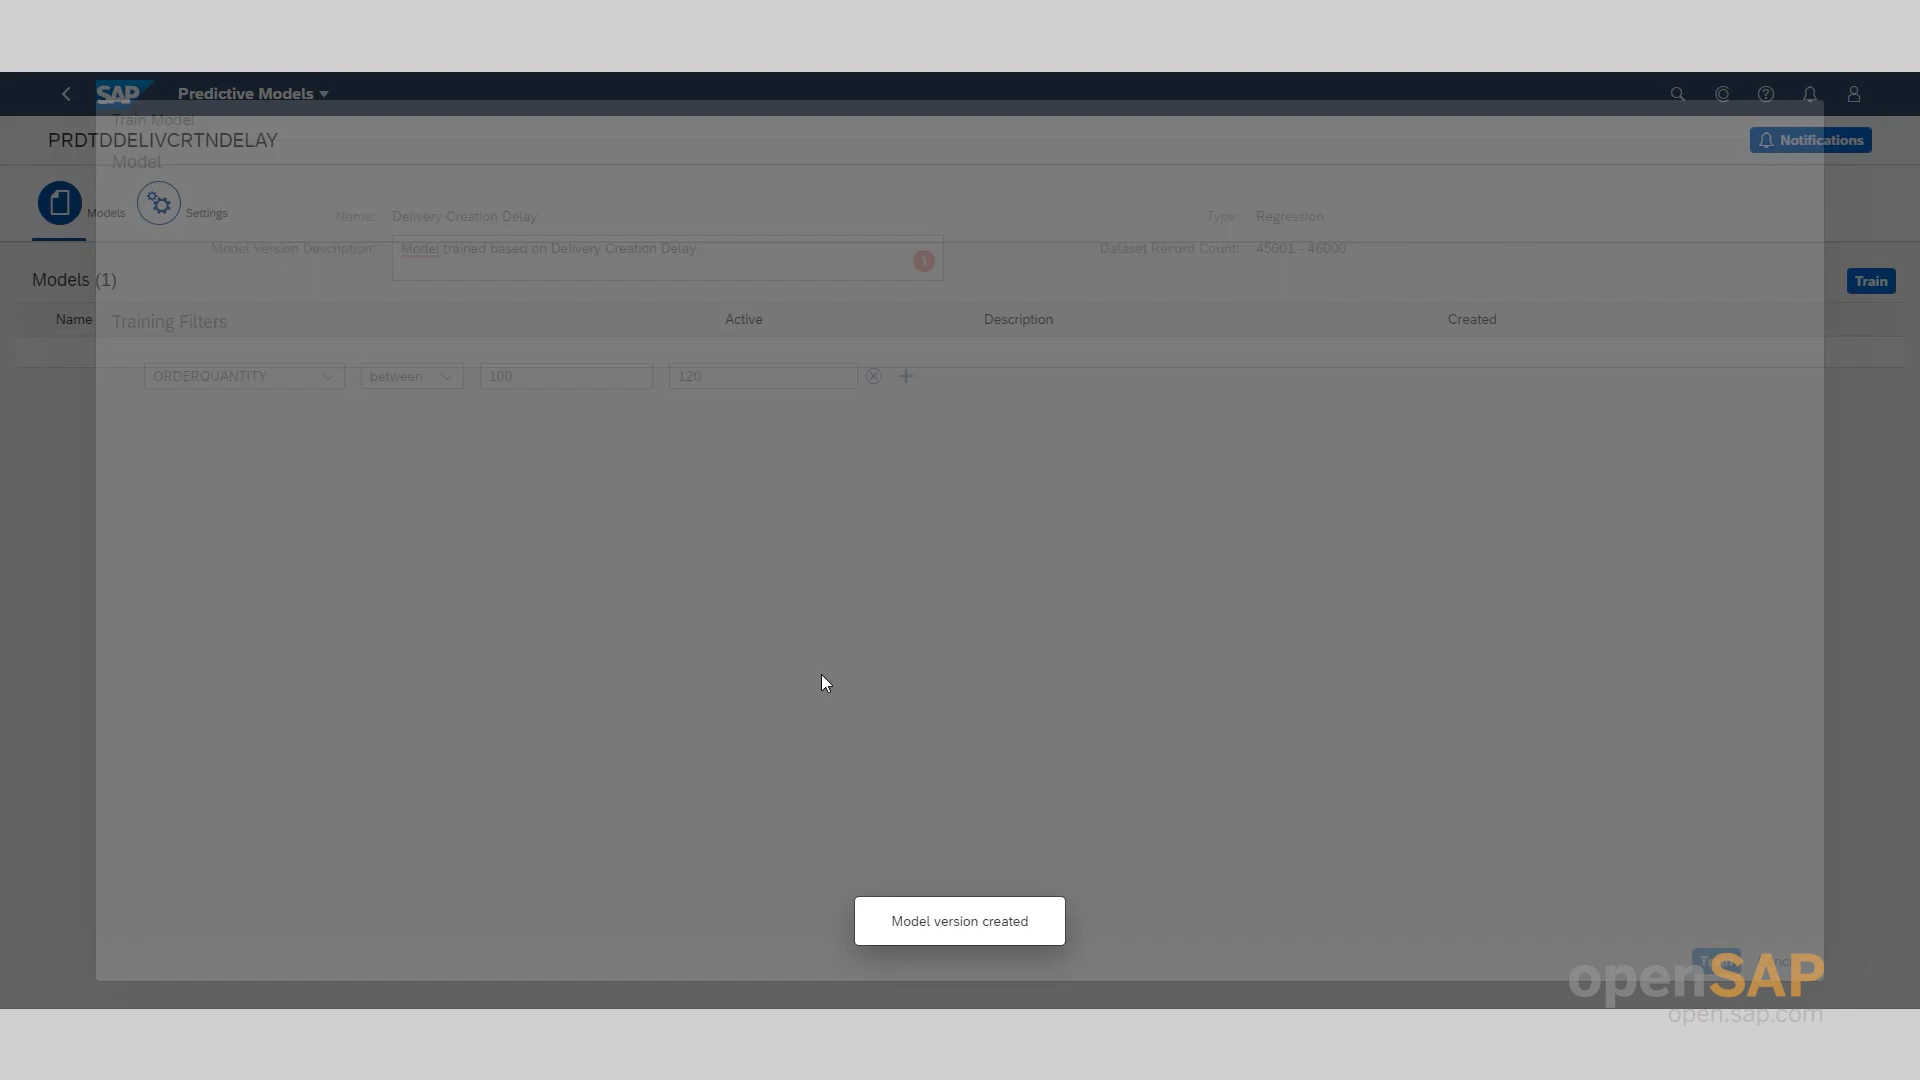 SAP Predictive Models
Train Model
PRDTDDELIVCRTNDELAY Notifications
Model
Models Settings
Name: Delivery Creation Delay Type: Regression
Model Version Description: Model trained based on Delivery Creation Delay Dataset Record Count: 45001 - 46000
1
Models (1) Train
Name Active Description Created
Training Filters
ORDERQUANTITY between 100 120
Model version created
openSAP
open.sap.com